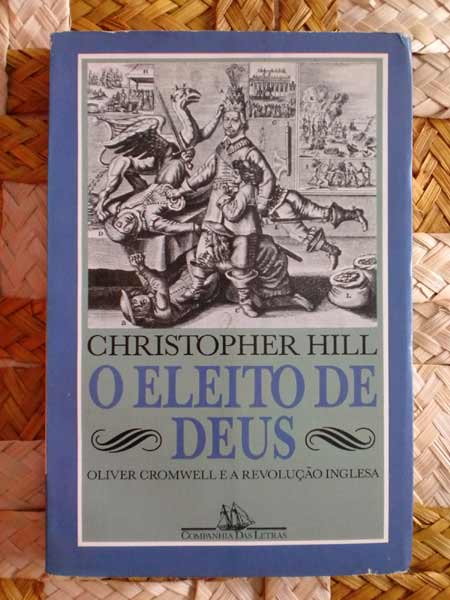 CHRISTOPHER HILL
O ELEITO DE
DEUS
OLIVER CROMWELL E A REVOLUÇÃO INGLESA
COMPANHIA DAS LETRAS